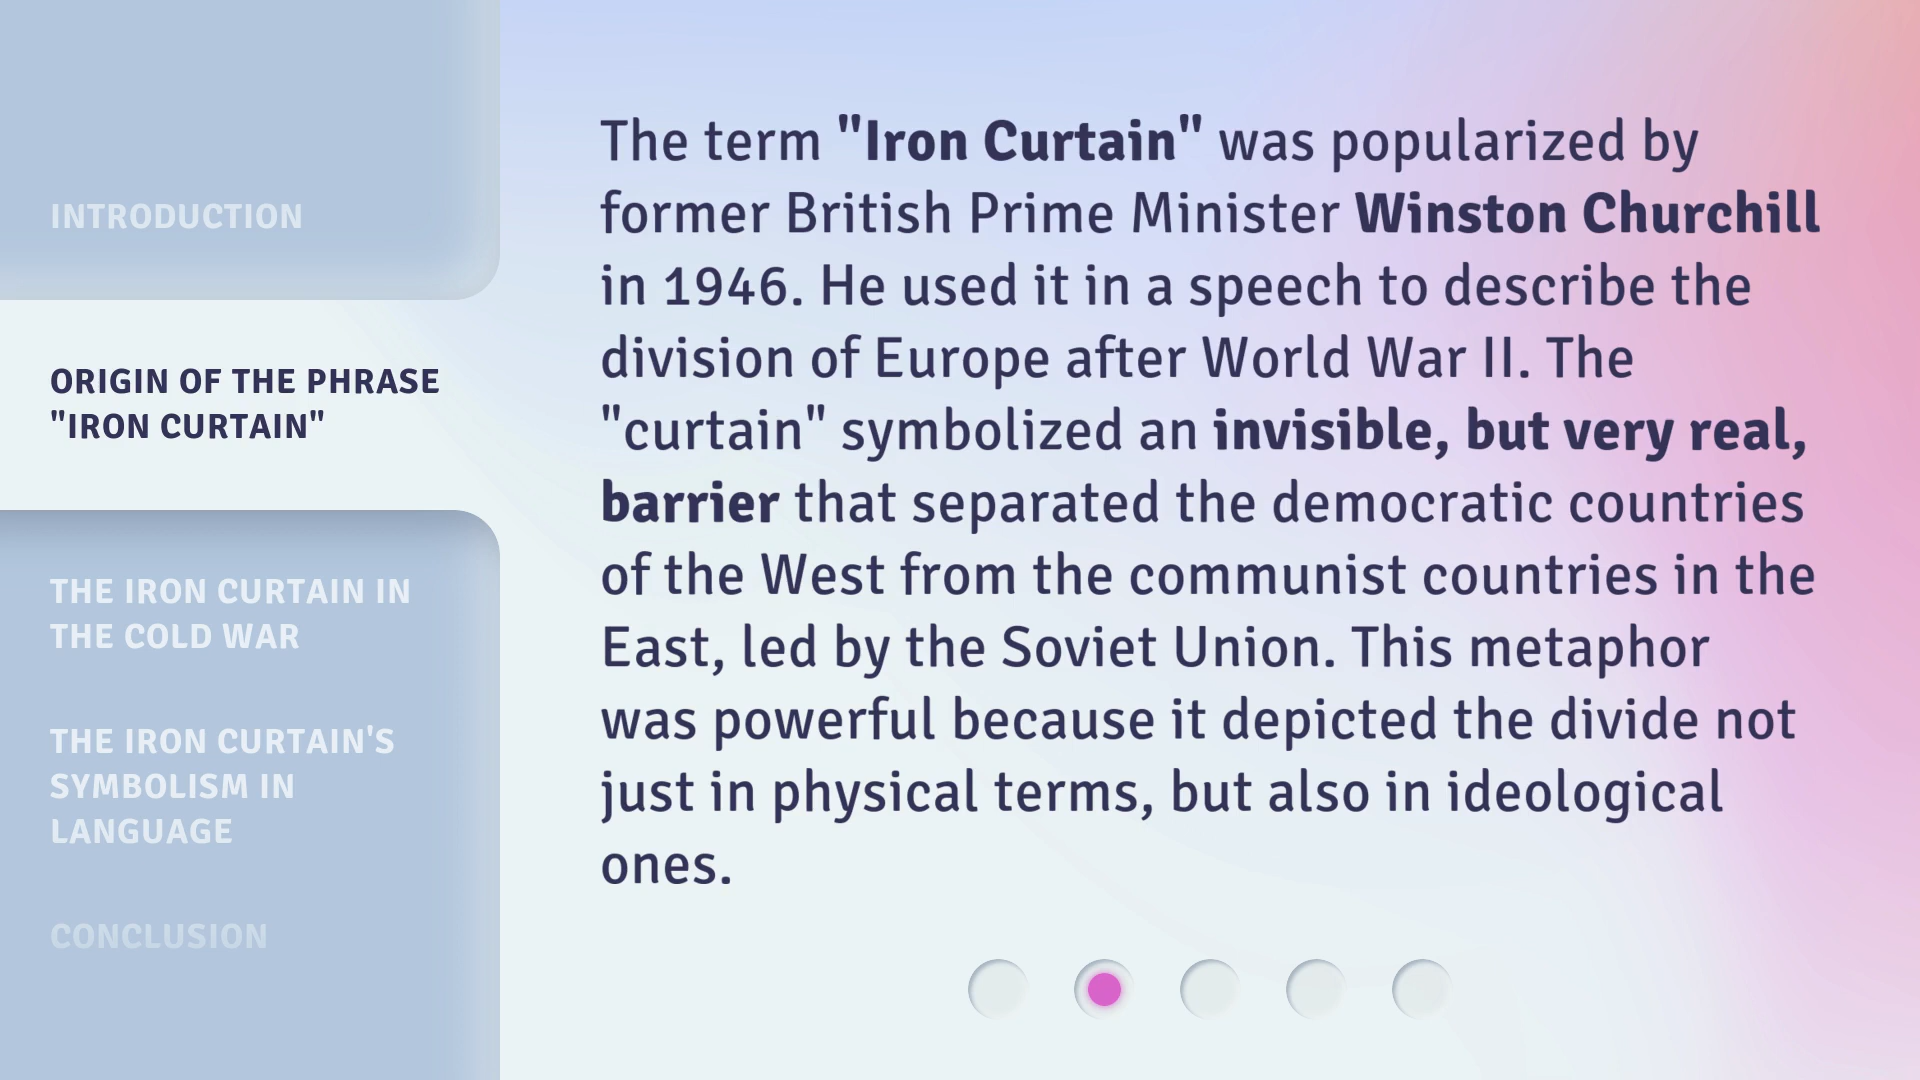 INTRODUCTION
ORIGIN OF THE PHRASE
"IRON CURTAIN"
THE IRON CURTAIN IN
THE COLD WAR
THE IRON CURTAIN'S
SYMBOLISM IN
LANGUAGE
CONCLUSION
The term "Iron Curtain" was popularized by
former British Prime Minister Winston Churchill
in 1946. He used it in a speech to describe the
division of Europe after World War II. The
"curtain" symbolized an invisible, but very real,
barrier that separated the democratic countries
of the West from the communist countries in the
East, led by the Soviet Union. This metaphor
was powerful because it depicted the divide not
just in physical terms, but also in ideological
ones.